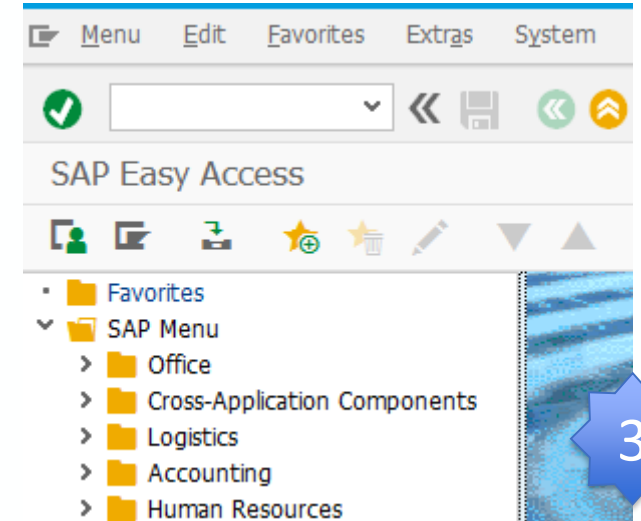 Menu Edit Favorites Extras System
SAP Easy Access
Favorites
SAP Menu
Office
Cross-Application Components
Logistics
Accounting
Human Resources
3